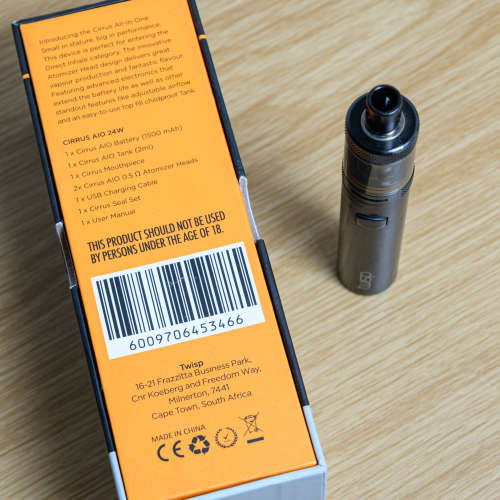 Introducing the Cirrus All-in-One.
Small in stature, big in performance.
This device is perfect for entering the
Direct Inhale category. The innovative
Atomizer Head design delivers great
vapour production and fantastic flavour.
Featuring advanced electronics that
extend the battery life as well as other
standout features like adjustable airflow
and an easy-to-use top fill childproof Tank.
CIRRUS AIO 24W
1 x Cirrus AIO Battery (1500 mAh)
1 x Cirrus AIO Tank (2ml)
1 x Cirrus Mouthpiece
2x Cirrus AIO 0.5 Ω Atomizer Heads
1 x USB Charging Cable
1 x Cirrus Seal Set
1 x User Manual
THIS PRODUCT SHOULD NOT BE USED
BY PERSONS UNDER THE AGE OF 18.
6009706453466
Twisp
16-21 Frazzitta Business Park,
Cnr Koeberg and Freedom Way,
Milnerton, 7441
Cape Town, South Africa
MADE IN CHINA
CE